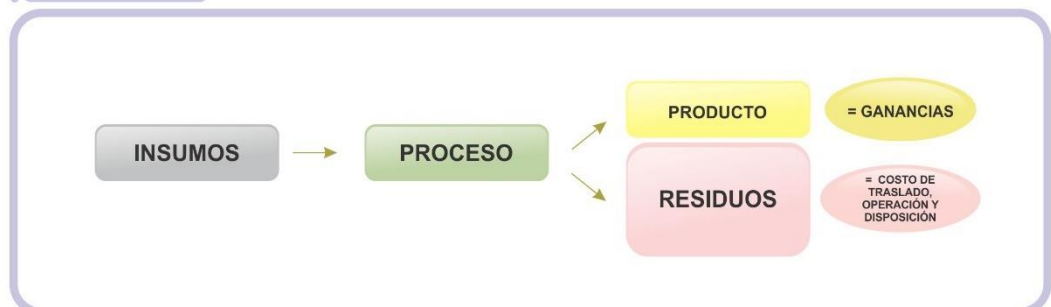 INSUMOS
PROCESO
PRODUCTO
= GANANCIAS
RESIDUOS
= COSTO DE
TRASLADO,
OPERACIÓN Y
DISPOSICIÓN